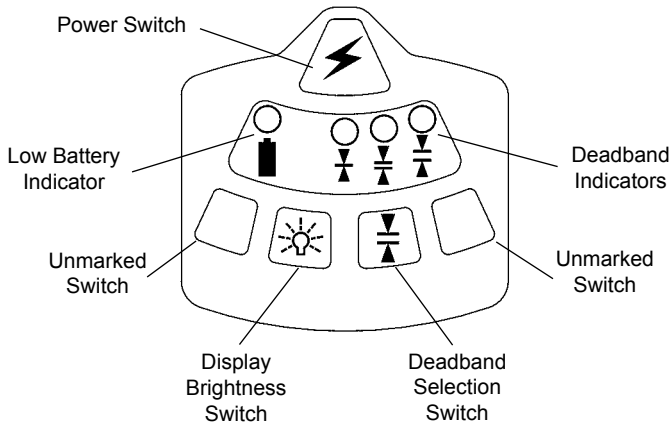 Power Switch
Low Battery
Indicator
Deadband
Indicators
Unmarked
Switch
Unmarked
Switch
Display
Brightness
Switch
Deadband
Selection
Switch